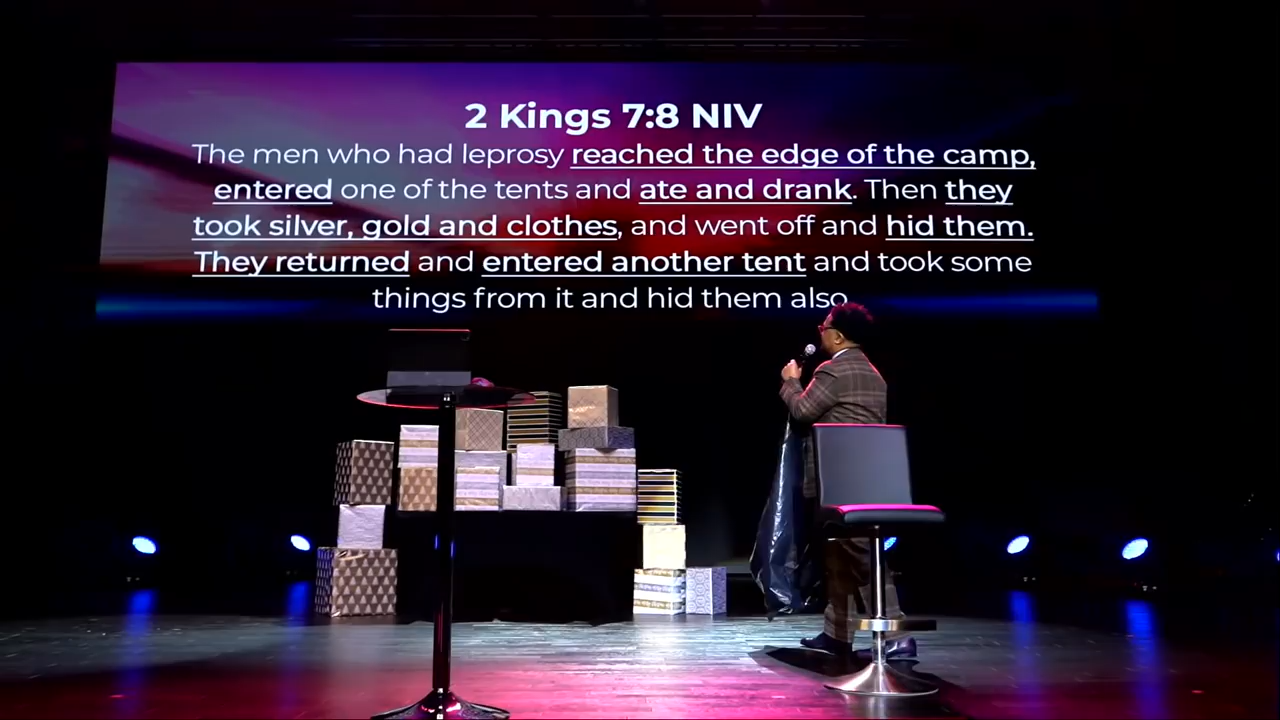 2 Kings 7:8 NIV
The men who had leprosy reached the edge of the camp,
entered one of the tents and ate and drank. Then they
took silver, gold and clothes, and went off and hid them.
They returned and entered another tent and took some
things from it and hid them also.